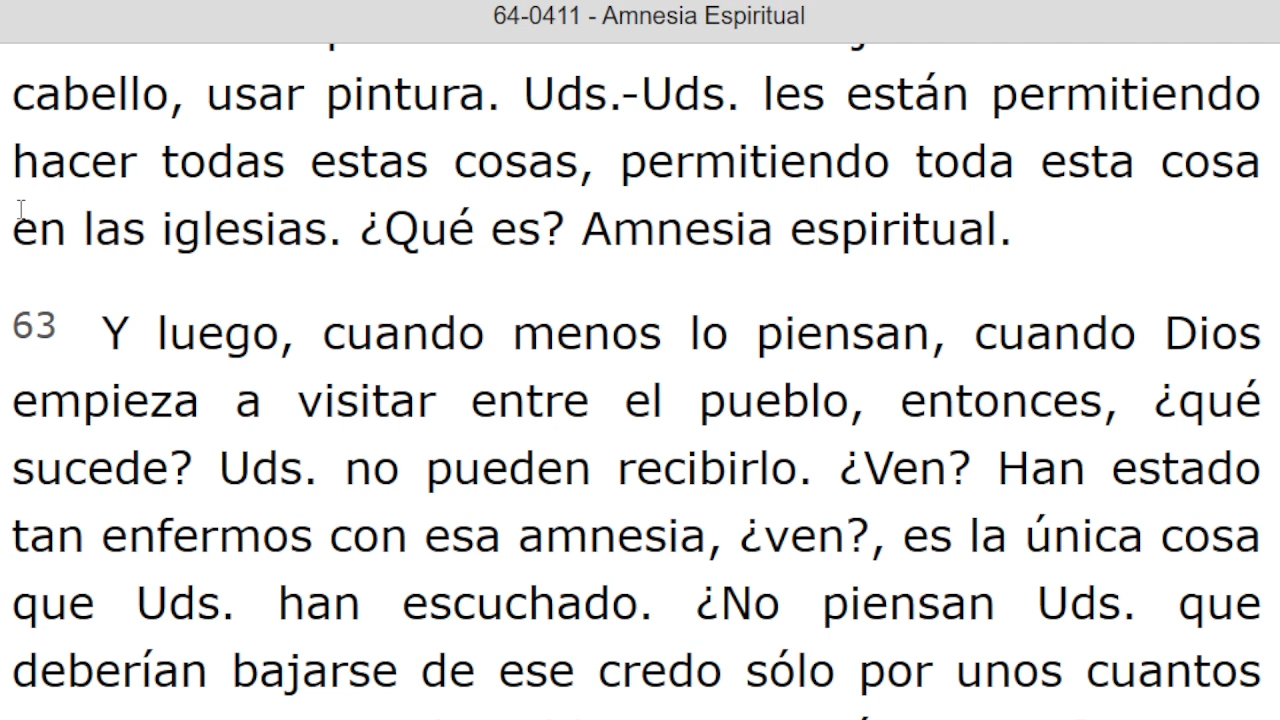 64-0411 - Amnesia Espiritual
cabello, usar pintura. Uds.-Uds. les están permitiendo
hacer todas estas cosas, permitiendo toda esta cosa
en las iglesias. ¿Qué es? Amnesia espiritual.
63 Y luego, cuando menos lo piensan, cuando Dios
empieza a visitar entre el pueblo, entonces, ¿qué
sucede? Uds. no pueden recibirlo. ¿Ven? Han estado
tan enfermos con esa amnesia, ¿ven?, es la única cosa
que Uds. han escuchado. ¿No piensan Uds. que
deberían bajarse de ese credo sólo por unos cuantos